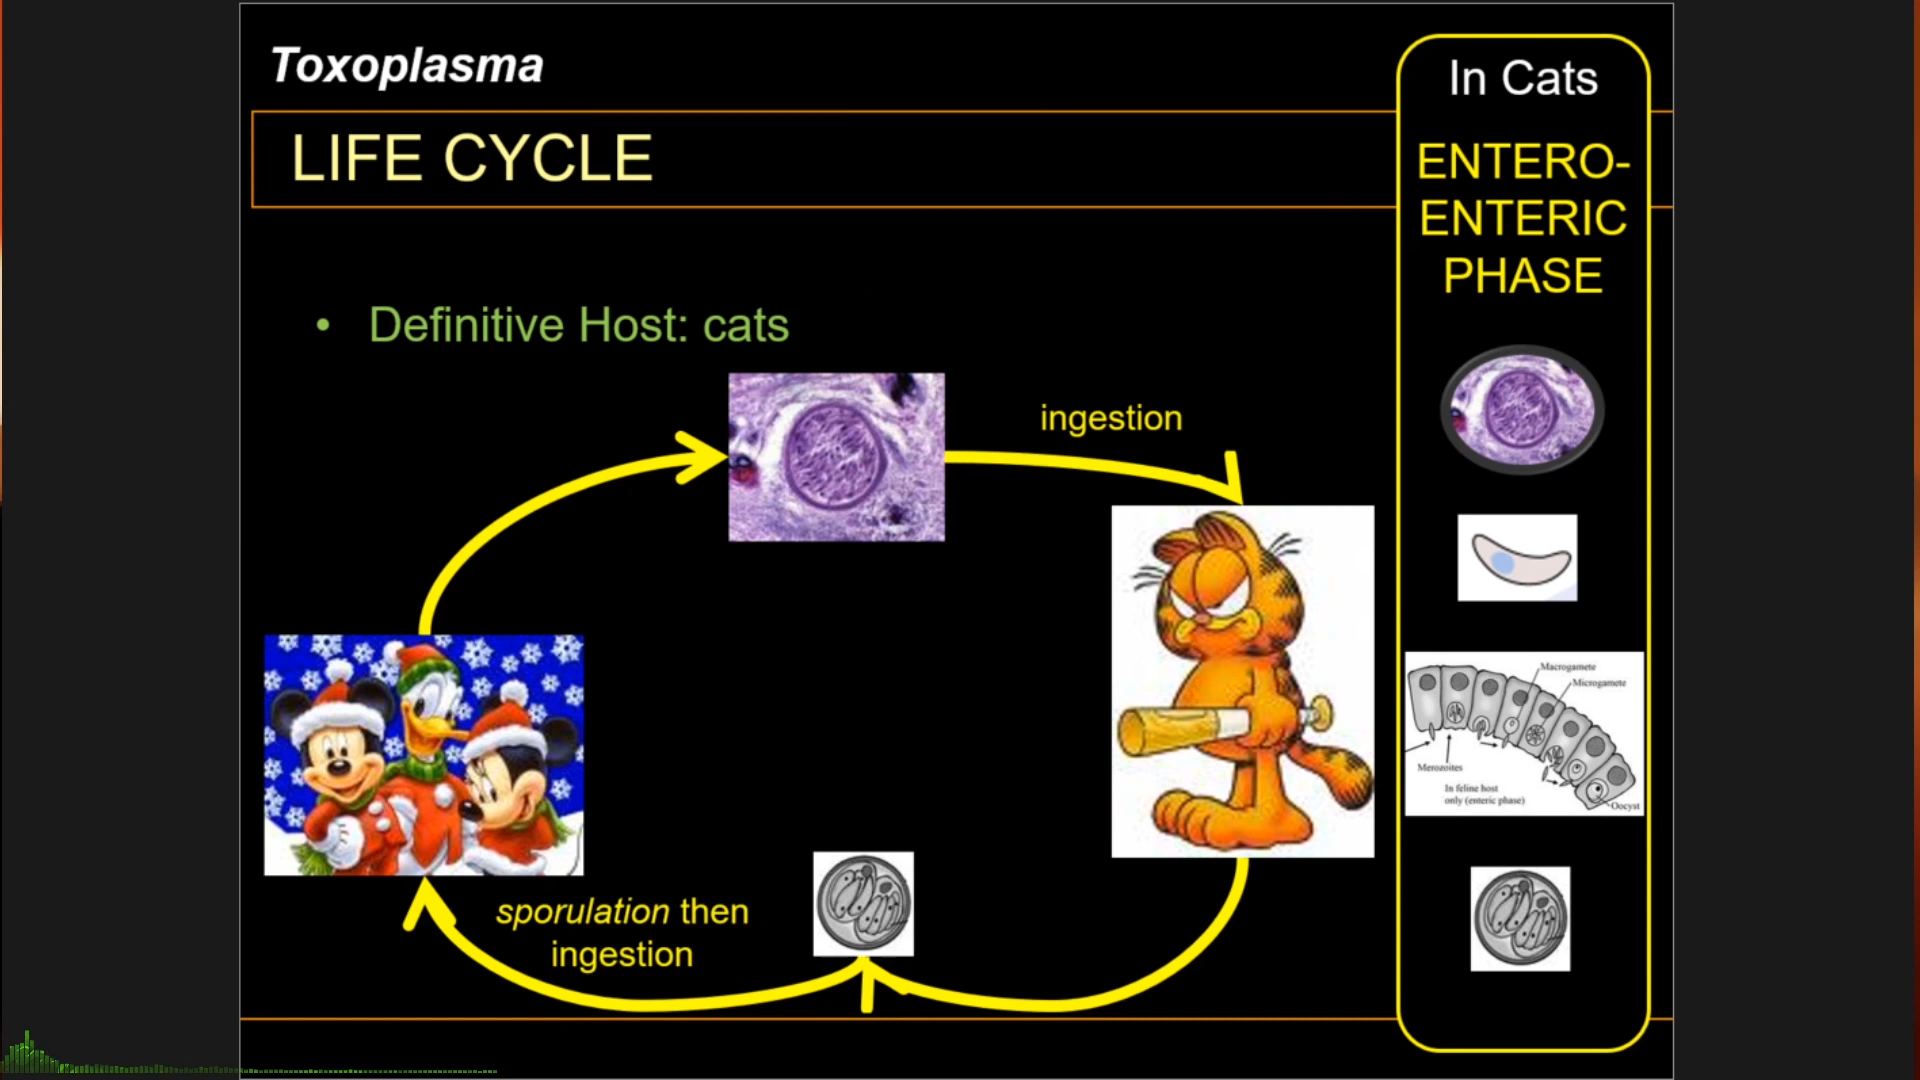 Toxoplasma
LIFE CYCLE
• Definitive Host: cats
ingestion
sporulation then
ingestion
In Cats
ENTERO-
ENTERIC
PHASE
Macrogamete
Microgamete
Merozoites
In feline host
only (enteric phase)
Oocyst